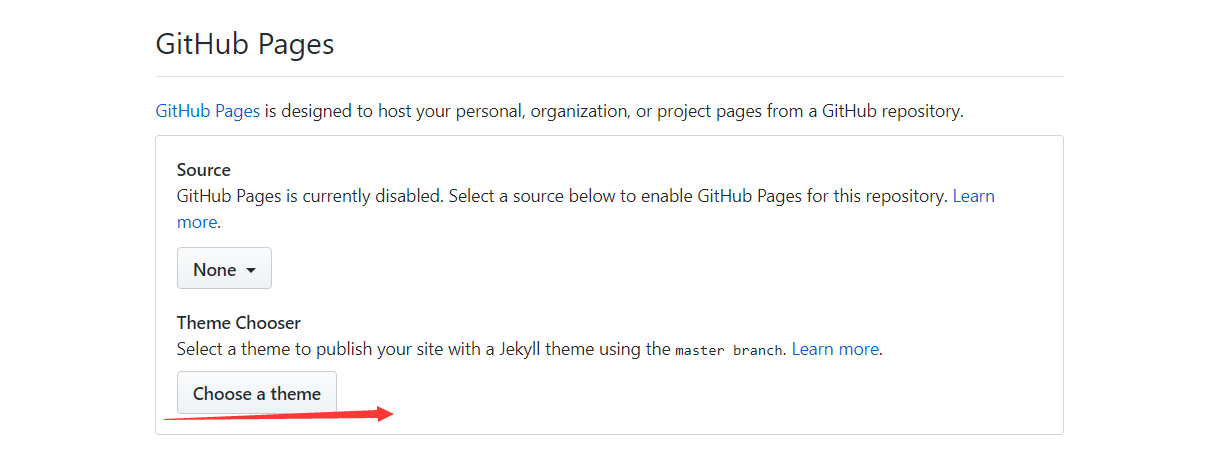 GitHub Pages
GitHub Pages is designed to host your personal, organization, or project pages from a GitHub repository.
Source
GitHub Pages is currently disabled. Select a source below to enable GitHub Pages for this repository. Learn
more.
None
Theme Chooser
Select a theme to publish your site with a Jekyll theme using the master branch. Learn more.
Choose a theme